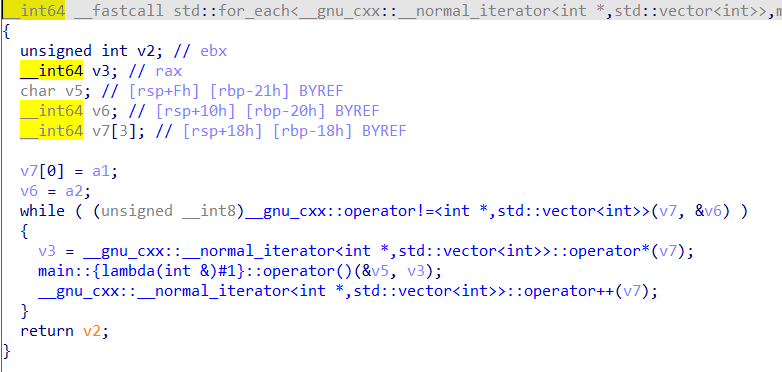 __int64 __fastcall std::for_each<__gnu_cxx::__normal_iterator<int *,std::vector<int>>,
{
unsigned int v2; // ebx
__int64 v3; // rax
char v5; // [rsp+Fh] [rbp-21h] BYREF
__int64 v6; // [rsp+10h] [rbp-20h] BYREF
__int64 v7[3]; // [rsp+18h] [rbp-18h] BYREF
v7[0] = a1;
v6 = a2;
while ( (unsigned __int8)__gnu_cxx::operator!=<int *,std::vector<int>>(v7, &v6) )
{
v3 = __gnu_cxx::__normal_iterator<int *,std::vector<int>>::operator*(v7);
main::{lambda(int &)#1}::operator()(&v5, v3);
__gnu_cxx::__normal_iterator<int *,std::vector<int>>::operator++(v7);
}
return v2;
}